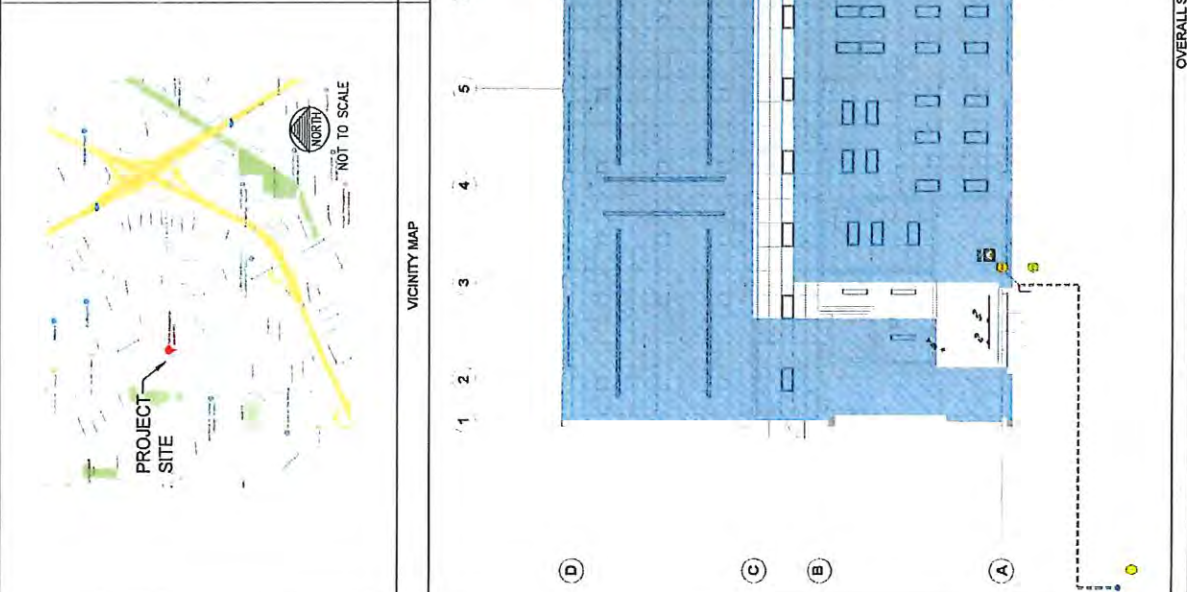 PROJECT
SITE
NORTH
NOT TO SCALE
VICINITY MAP
1
2
3
4
5
D
C
B
A
OVERALL S